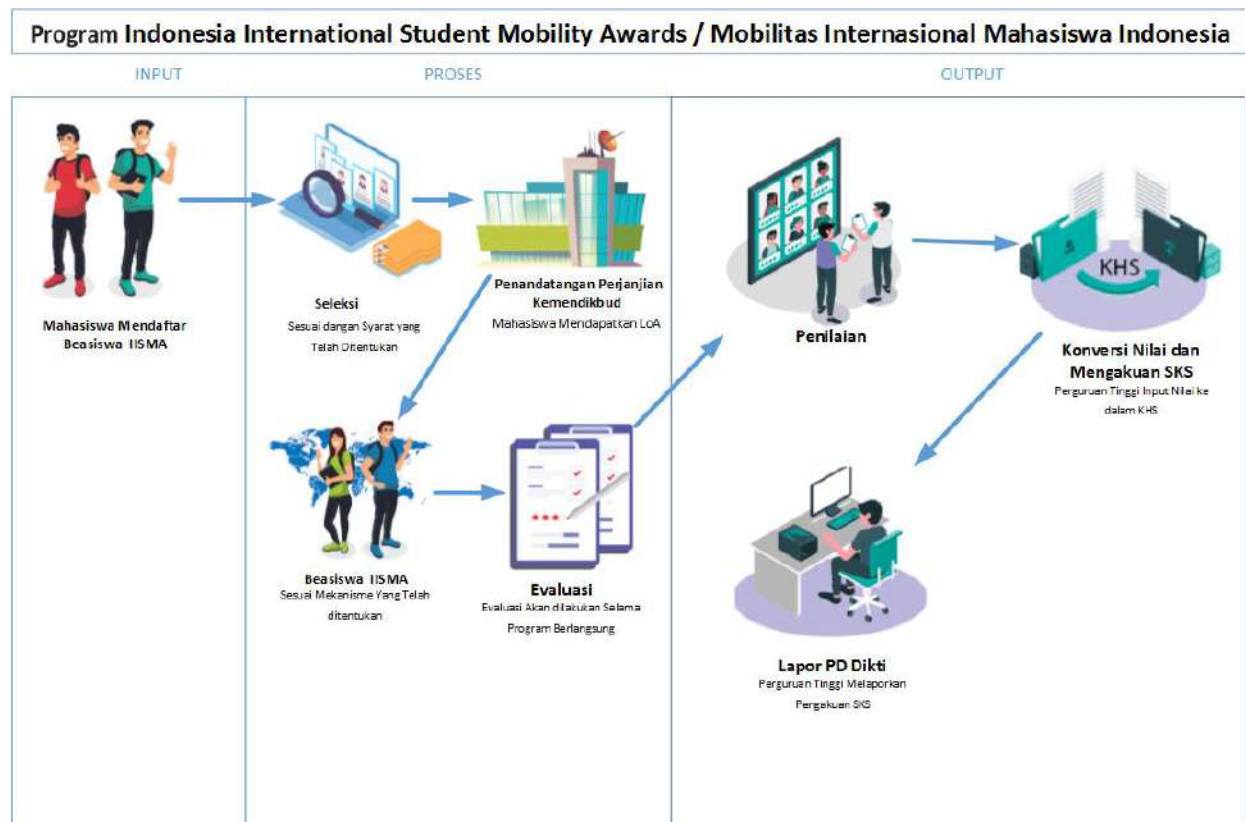 Program Indonesia International Student Mobility Awards / Mobilitas Internasional Mahasiswa Indonesia
INPUT
PROSES
OUTPUT
Mahasiswa Mendaftar
Beasiswa IISMA
Seleksi
Sesuai dangan Syarat yang
Telah Ditentukan
Penandatangan Perjanjian
Kemendikbud
Mahasiswa Mendapatkan LoA
Beasiswa IISMA
Sesuai Mekanisme Yang Telah
ditentukan
Evaluasi
Evaluasi Akan dilakukan Selama
Program Berlangsung
Penilaian
KHS
Konversi Nilai dan
Mengakuan SKS
Perguruan Tinggi Input Nilai ke
dalam KHS
Lapor PD Dikti
Perguruan Tinggi Melaporkan
Pergakuan SKS